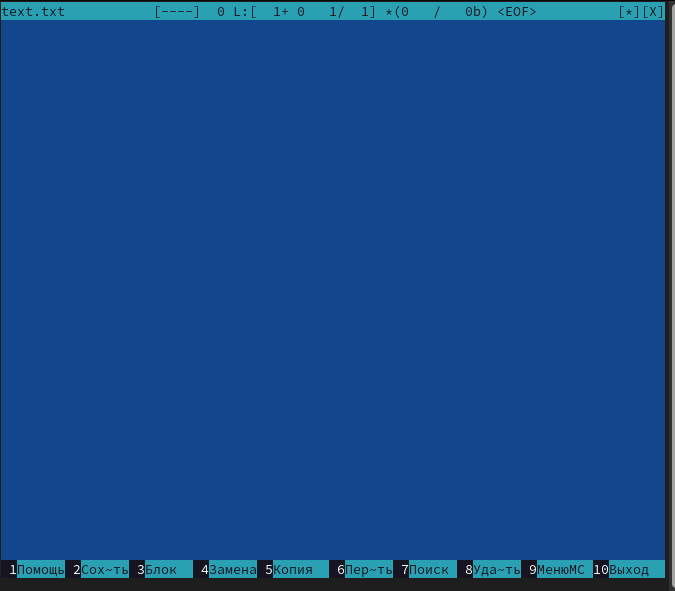 text.txt [----] 0 L:[ 1+ 0 1/ 1] *(0 / 0b) <EOF> [*][X]
1Помощь 2Сох~ть 3Блок 4Замена 5Копия 6Пер~ть 7Поиск 8Уда~ть 9МенюMC 10Выход